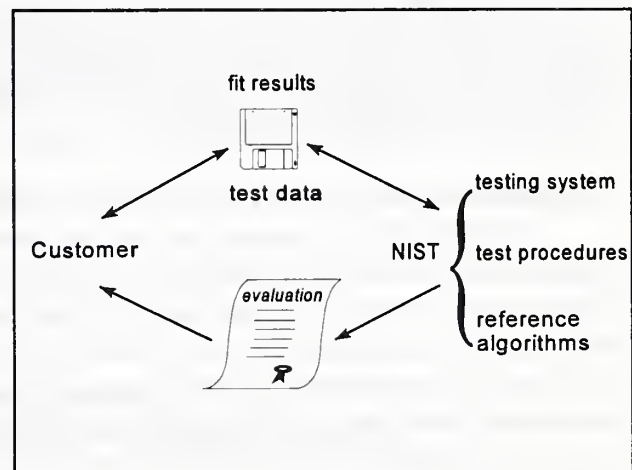 fit results
test data
Customer
NIST
testing system
test procedures
reference
algorithms
evaluation